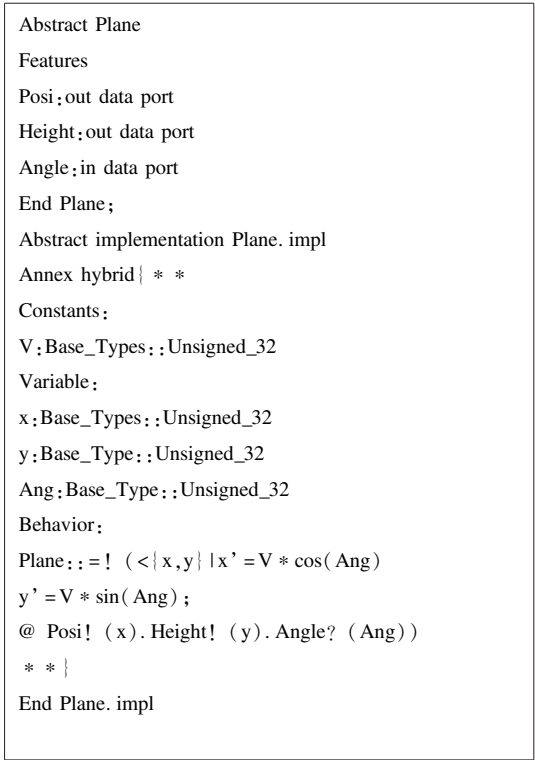 Abstract Plane
Features
Posi:out data port
Height:out data port
Angle:in data port
End Plane;
Abstract implementation Plane. impl
Annex hybrid{ * *
Constants:
V:Base_Types::Unsigned_32
Variable:
x:Base_Types::Unsigned_32
y:Base_Type::Unsigned_32
Ang:Base_Type::Unsigned_32
Behavior:
Plane::=! (<{x,y}|x’=V * cos(Ang)
y’=V * sin(Ang);
@ Posi! (x). Height! (y). Angle? (Ang))
* * }
End Plane. impl